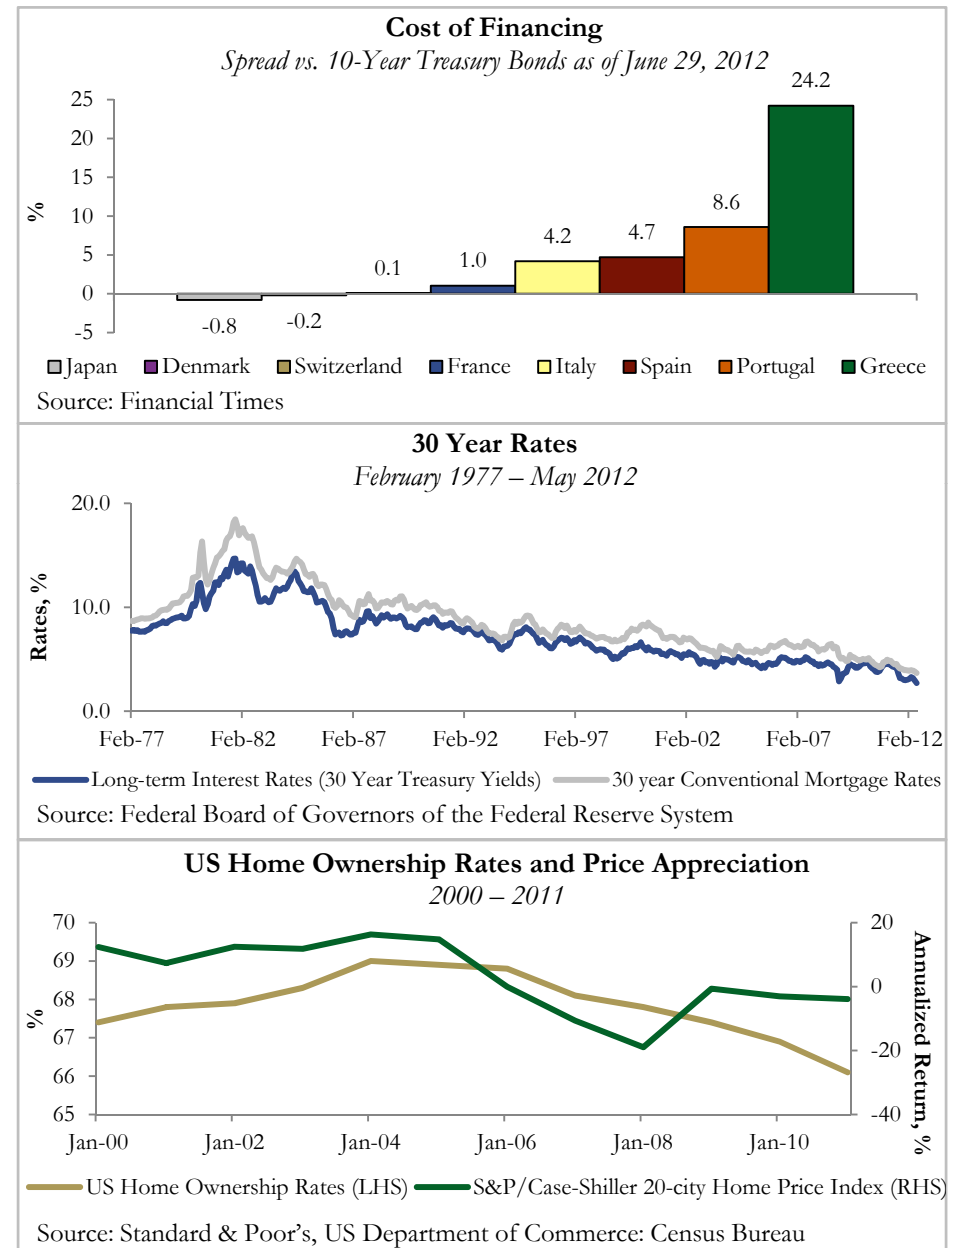 Cost of Financing
Spread vs. 10-Year Treasury Bonds as of June 29, 2012
24.2
25
20
15
10
5
0
-5
%
-0.8
-0.2
0.1
1.0
4.2
4.7
8.6
Japan Denmark Switzerland France Italy Spain Portugal Greece
Source: Financial Times
30 Year Rates
February 1977 – May 2012
20.0
10.0
0.0
Rates, %
Feb-77 Feb-82 Feb-87 Feb-92 Feb-97 Feb-02 Feb-07 Feb-12
Long-term Interest Rates (30 Year Treasury Yields) 30 year Conventional Mortgage Rates
Source: Federal Board of Governors of the Federal Reserve System
US Home Ownership Rates and Price Appreciation
2000 – 2011
70
69
68
67
66
65
%
20
0
-20
-40
Annualized Return, %
Jan-00 Jan-02 Jan-04 Jan-06 Jan-08 Jan-10
US Home Ownership Rates (LHS) S&P/Case-Shiller 20-city Home Price Index (RHS)
Source: Standard & Poor's, US Department of Commerce: Census Bureau